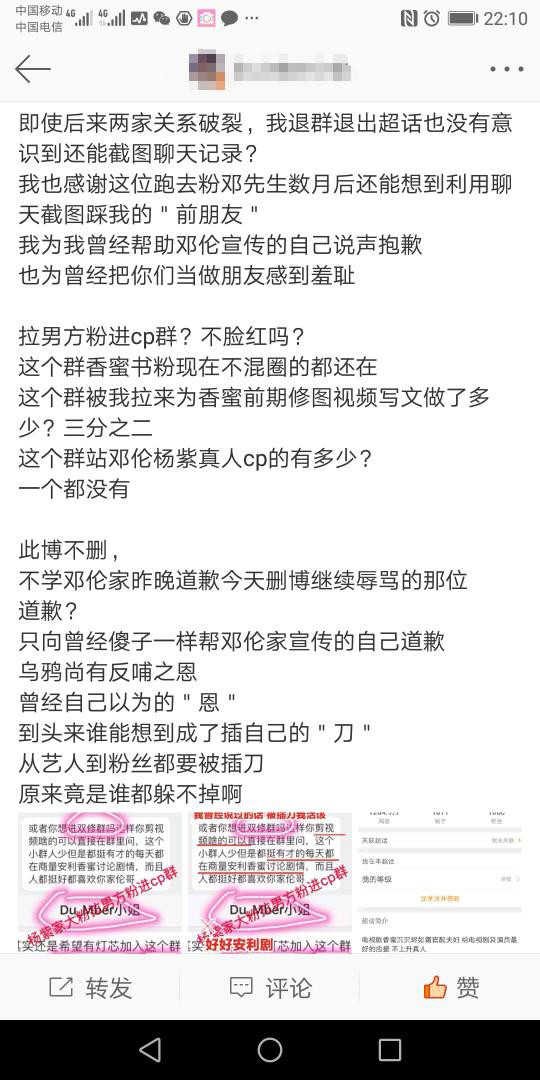 中国移动
中国电信
4G
4G
22:10
即使后来两家关系破裂，我退群退出超话也没有意
识到还能截图聊天记录？
我也感谢这位跑去粉邓先生数月后还能想到利用聊
天截图踩我的＂前朋友＂
我为我曾经帮助邓伦宣传的自己说声抱歉
也为曾经把你们当做朋友感到羞耻
拉男方粉进cp群？不脸红吗？
这个群香蜜书粉现在不混圈的都还在
这个群被我拉来为香蜜前期修图视频写文做了多
少？三分之二
这个群站邓伦杨紫真人cp的有多少？
一个都没有
此博不删，
不学邓伦家昨晚道歉今天删博继续辱骂的那位
道歉？
只向曾经傻子一样帮邓伦家宣传的自己道歉
乌鸦尚有反哺之恩
曾经自己以为的＂恩＂
到头来谁能想到成了插自己的＂刀＂
从艺人到粉丝都要被插刀
原来竟是谁都躲不掉啊
或者你想进双修群吗 样你剪视
频啥的可以直接在群里问，这个
小群人少但是都挺有才的每天都
在商量安利香蜜讨论剧情，而且
人都挺好都喜欢你家伦哥
Du_Mber小姐
杨紫家大粉拉男方粉进cp群
其实还是希望有灯芯加入这个群
我曾经说过的话 被插刀我活该
或者你想进双修群吗 样你剪视
频啥的可以直接在群里问，这个
小群人少但是都挺有才的每天都
在商量安利香蜜讨论剧情，而且
人都挺好都喜欢你家伦哥
Du_Mber小姐
杨紫家大粉拉男方粉进cp群
好好安利剧
芯加入这个群
阅读
帖子
粉丝
关联超话
暂无关联
我在本超话
我的等级
加关注并签到
超话简介
电视剧香蜜沉沉烬如霜官配夫妇 给电视剧及演员最
好的应援 不上升真人
转发
评论
赞